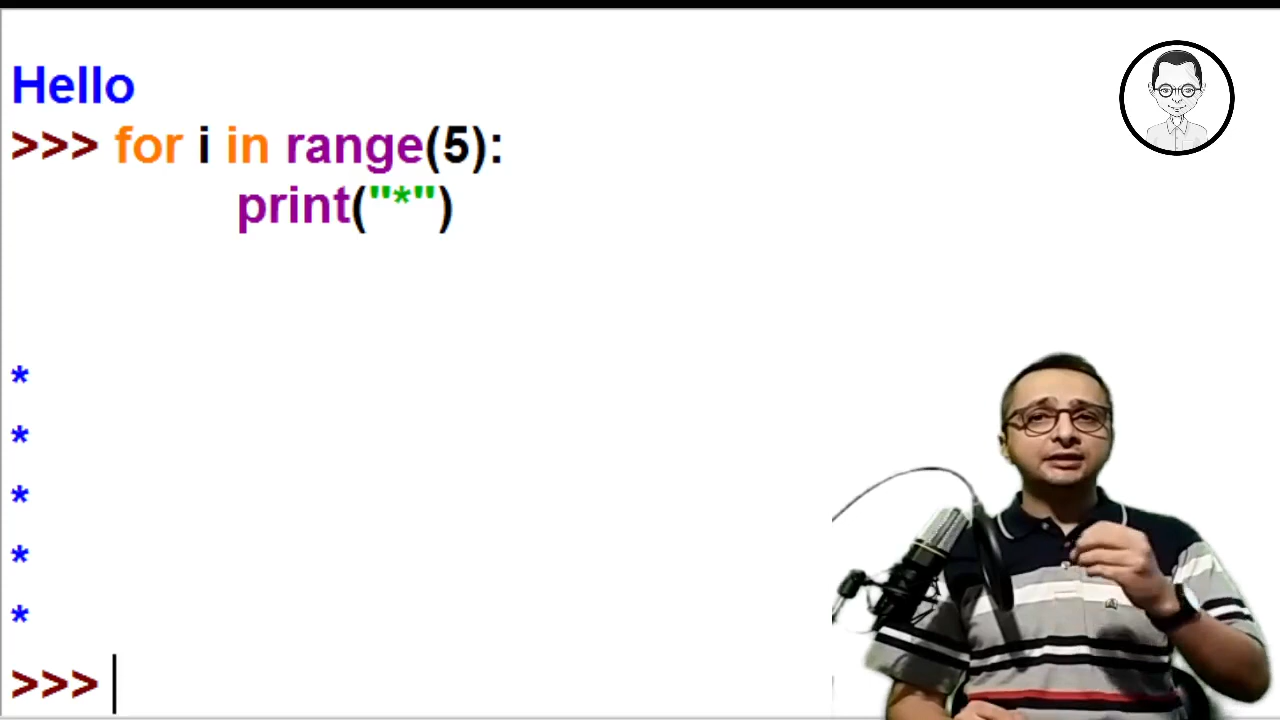 Hello
>>> for i in range(5):
            print("*")
*
*
*
*
*
>>>